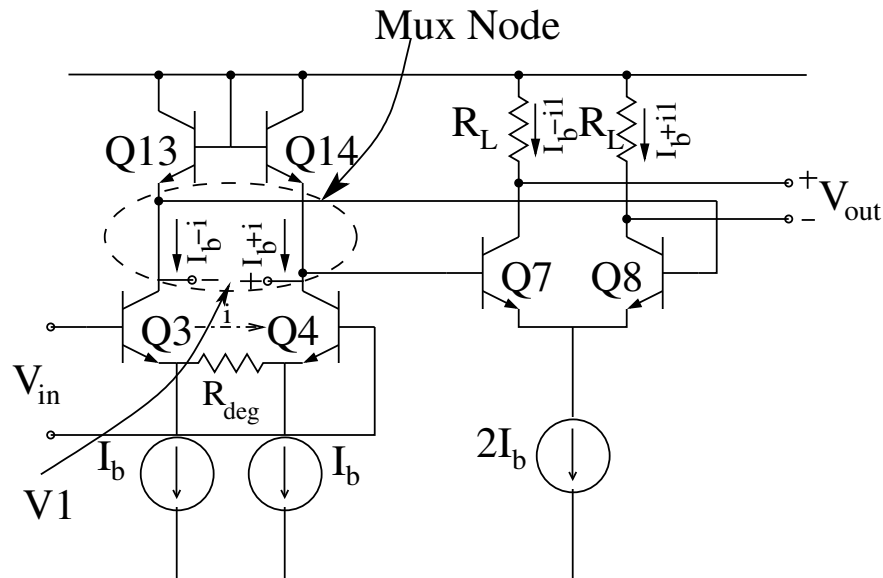 Mux Node
R_L
I_b-i1
R_L
I_b+i1
Q13
Q14
+
V_out
-
I_b-i
I_b+i
-
+
Q7
Q8
Q3
i
Q4
V_in
R_deg
I_b
I_b
2I_b
V1